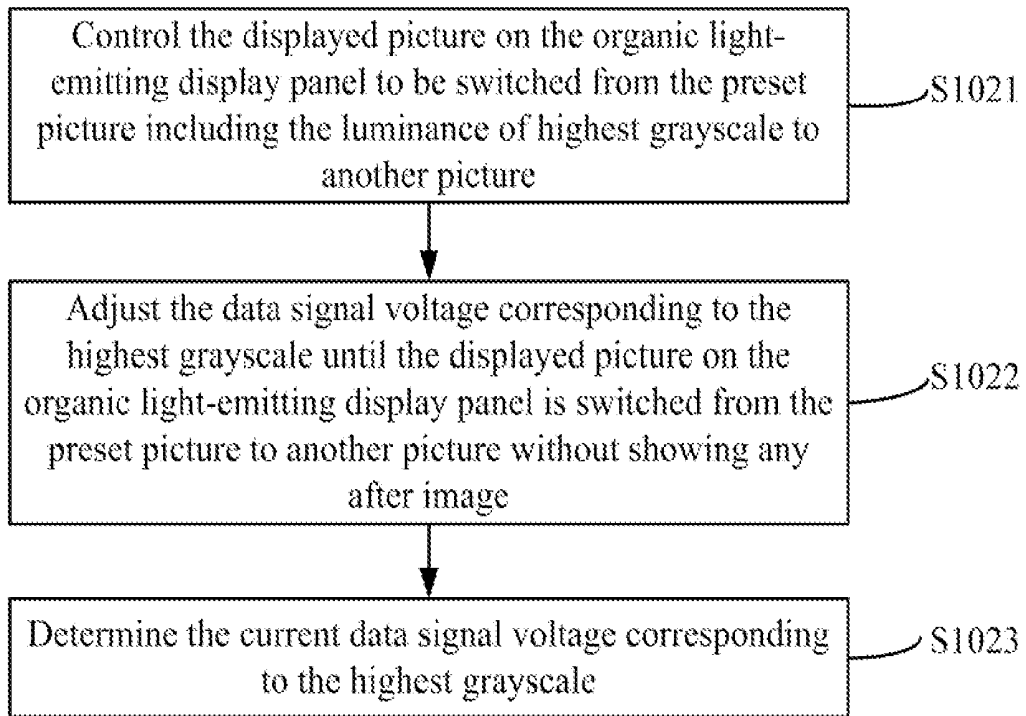 Control the displayed picture on the organic light-
emitting display panel to be switched from the preset
picture including the luminance of highest grayscale to
another picture
S1021
Adjust the data signal voltage corresponding to the
highest grayscale until the displayed picture on the
organic light-emitting display panel is switched from the
preset picture to another picture without showing any
after image
S1022
Determine the current data signal voltage corresponding
to the highest grayscale
S1023